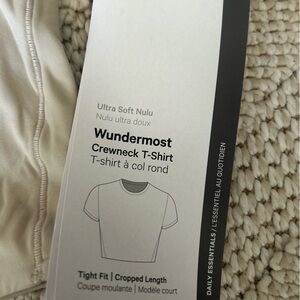 Ultra Soft Nulu
Nulu ultra doux
Wundermost
Crewneck T-Shirt
T-shirt à col rond
Tight Fit | Cropped Length
Coupe moulante | Modèle court
DAILY ESSENTIALS / L'ESSENTIEL AU QUOTIDIEN